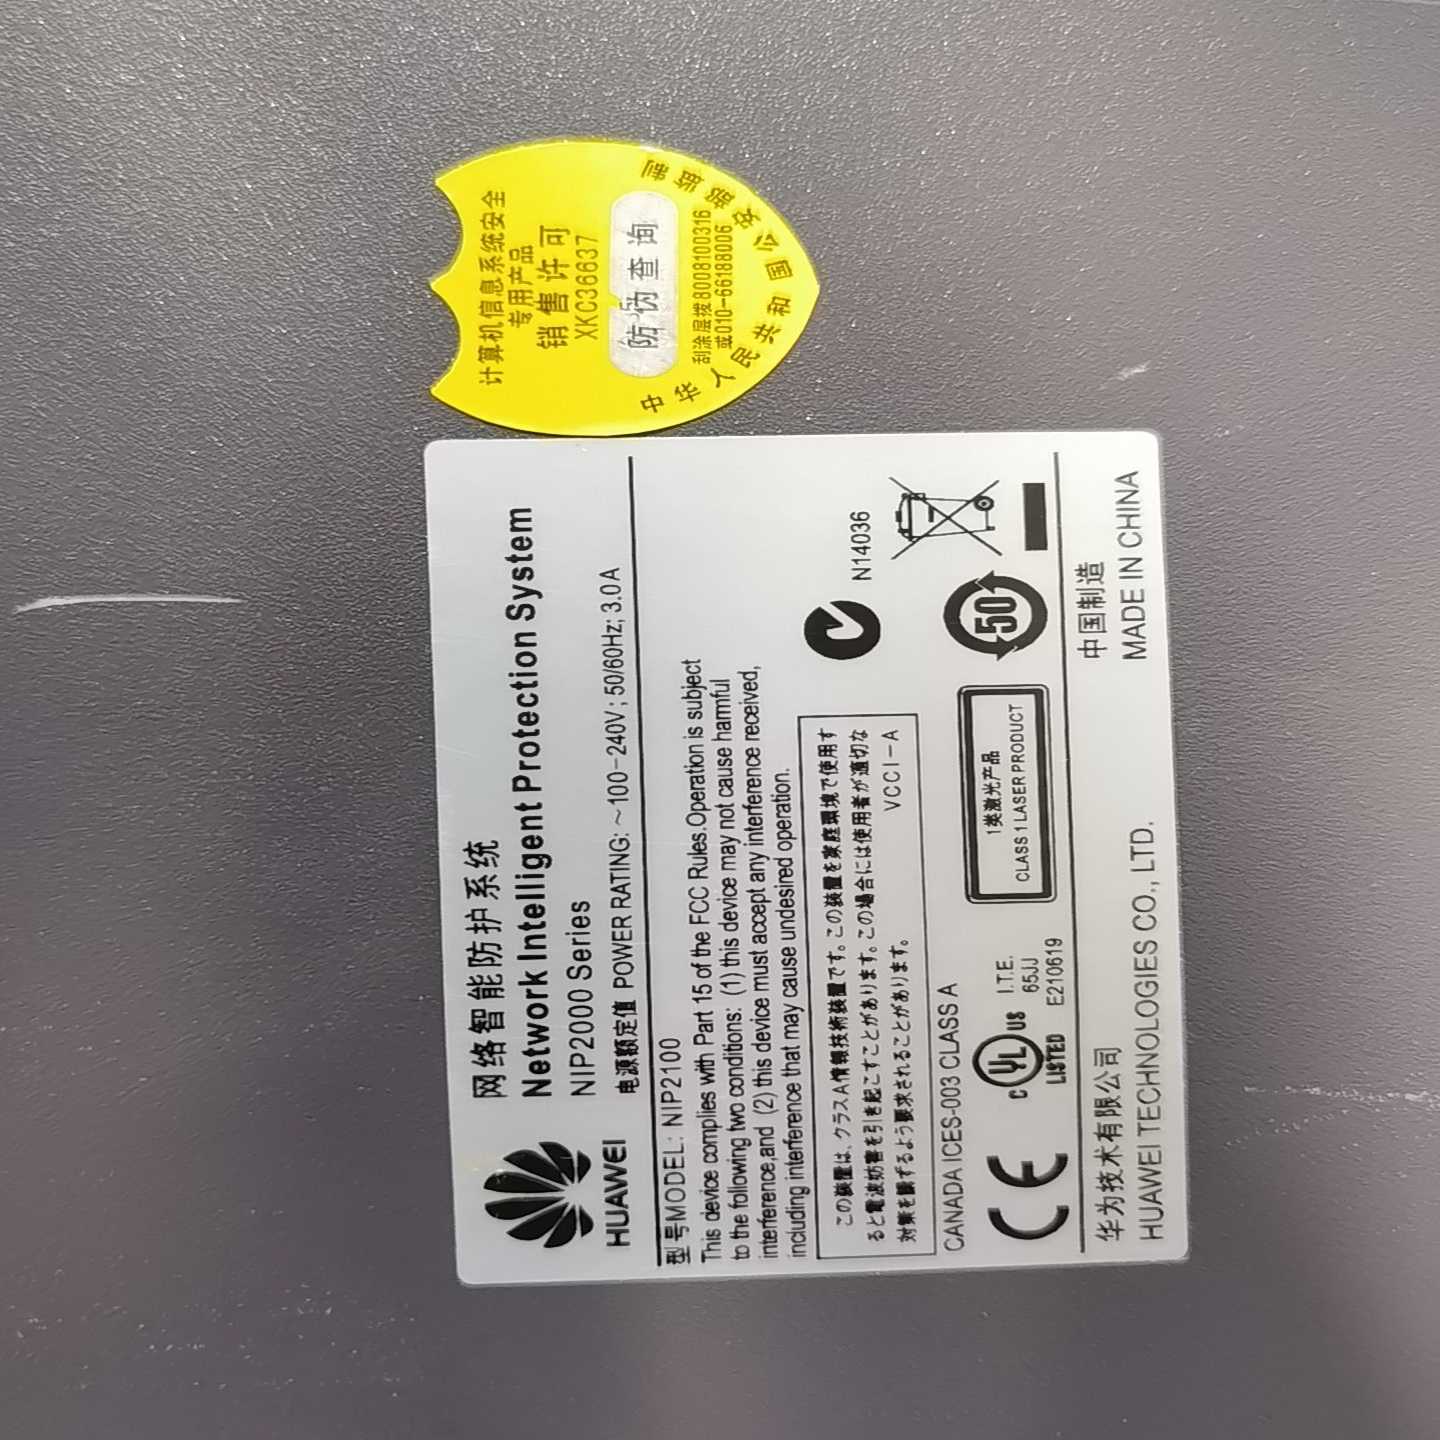 计算机信息系统安全
专用产品
销售许可
XKC36637
防伪查询
刮涂层拨8008100316
或010-66188006
中华人民共和国公安部监制
网络智能防护系统
Network Intelligent Protection System
NIP2000 Series
电源额定值 POWER RATING: ～100-240V; 50/60Hz; 3.0A
HUAWEI
型号MODEL: NIP2100
This device complies with Part 15 of the FCC Rules.Operation is subject
to the following two conditions: (1) this device may not cause harmful
interference,and (2) this device must accept any interference received,
including interference that may cause undesired operation.
この装置は、クラスA情報技術装置です。この装置を家庭環境で使用す
ると電波妨害を引き起こすことがあります。この場合には使用者が適切な
対策を講ずるよう要求されることがあります。
VCCI-A
N14036
CANADA ICES-003 CLASS A
CE
C UL US
LISTED
I.T.E.
65JJ
E210619
1类激光产品
CLASS 1 LASER PRODUCT
50
华为技术有限公司
中国制造
HUAWEI TECHNOLOGIES CO., LTD.
MADE IN CHINA